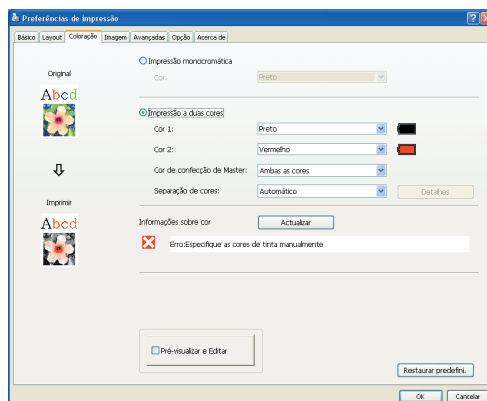 Preferências de impressão
Básico Layout Coloração Imagem Avançadas Opção Acerca de
Original
Abcd
Imprimir
Abcd
Impressão monocromática
Cor: Preto
Impressão a duas cores
Cor 1: Preto
Cor 2: Vermelho
Cor de confecção de Master: Ambas as cores
Separação de cores: Automático Detalhes
Informações sobre cor Actualizar
Erro:Especifique as cores de tinta manualmente
Pré-visualizar e Editar
Restaurar predefini.
OK Cancelar